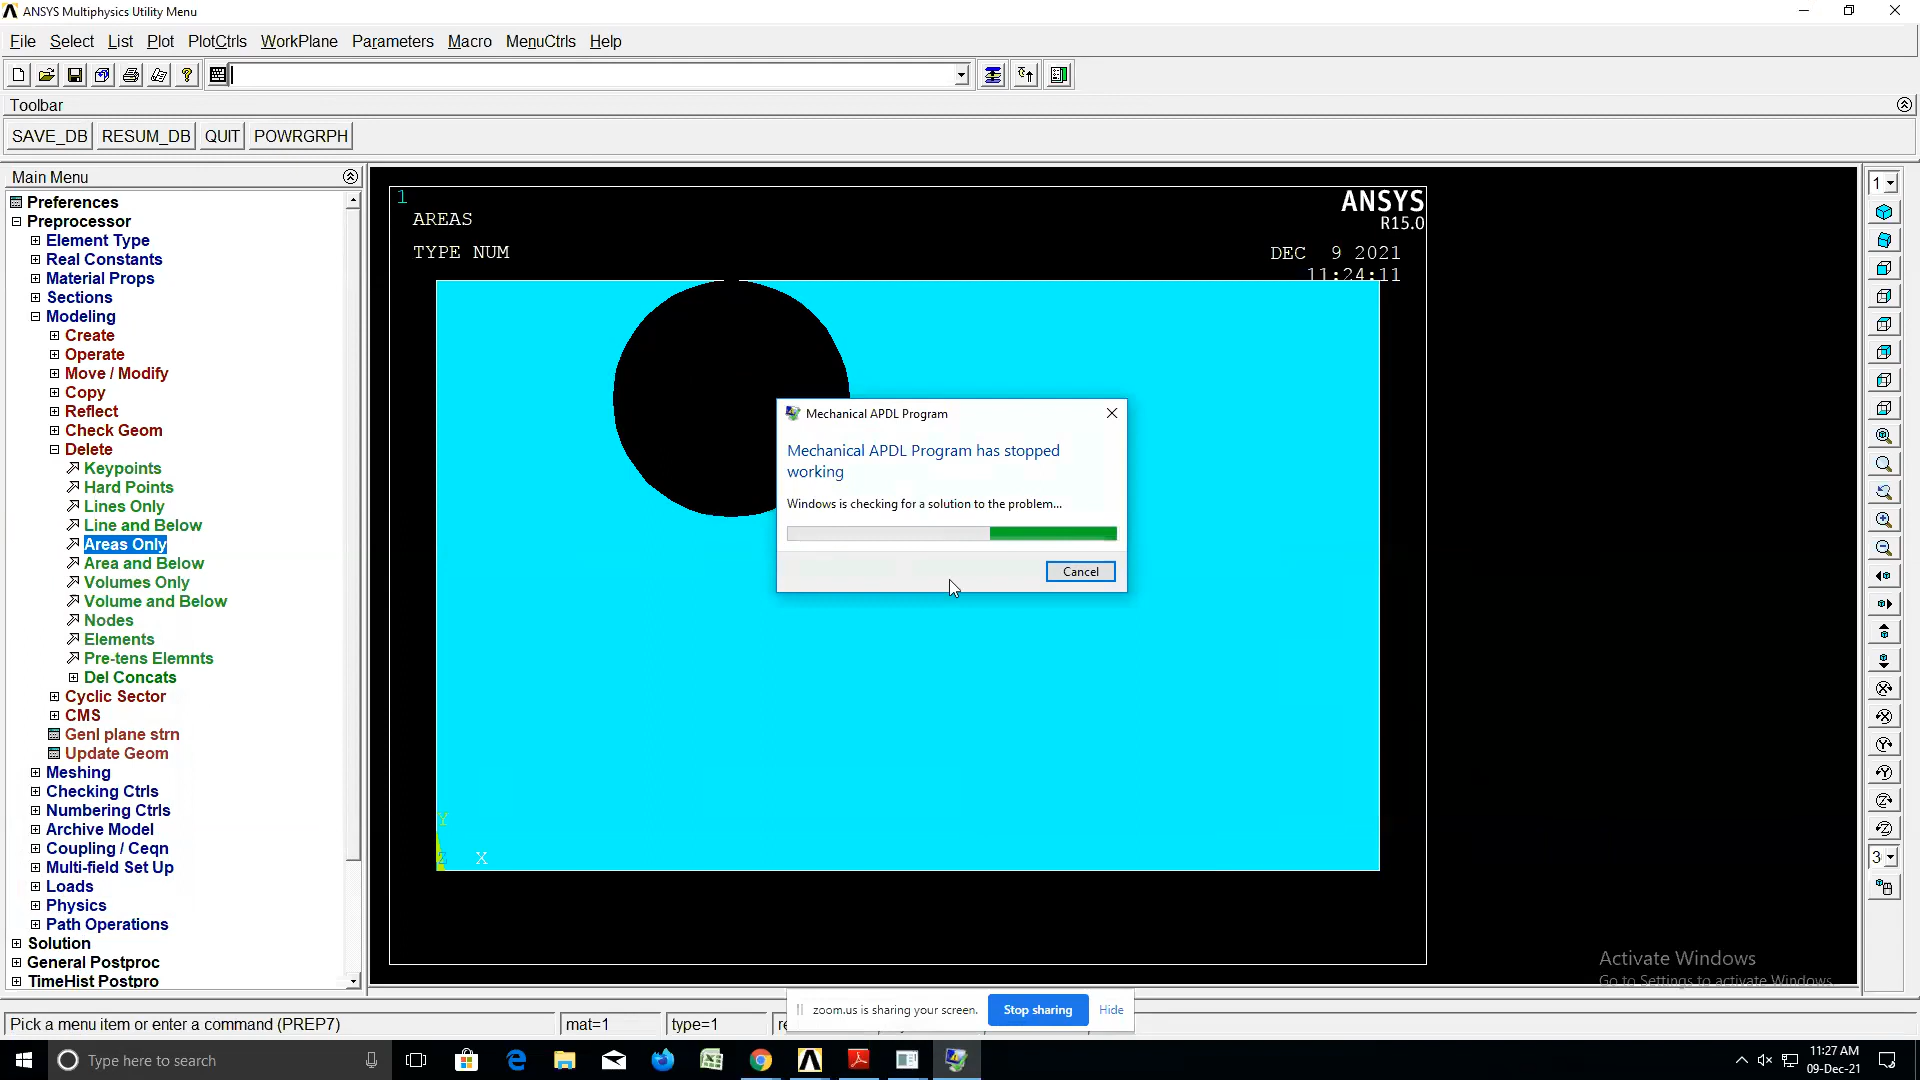 ANSYS Multiphysics Utility Menu
File Select List Plot PlotCtrls WorkPlane Parameters Macro MenuCtrls Help
Toolbar
SAVE_DB RESUM_DB QUIT POWRGRPH
Main Menu
Preferences
Preprocessor
Element Type
Real Constants
Material Props
Sections
Modeling
Create
Operate
Move / Modify
Copy
Reflect
Check Geom
Delete
Keypoints
Hard Points
Lines Only
Line and Below
Areas Only
Area and Below
Volumes Only
Volume and Below
Nodes
Elements
Pre-tens Elemnts
Del Concats
Cyclic Sector
CMS
Genl plane strn
Update Geom
Meshing
Checking Ctrls
Numbering Ctrls
Archive Model
Coupling / Ceqn
Multi-field Set Up
Loads
Physics
Path Operations
Solution
General Postproc
TimeHist Postpro
1
AREAS
TYPE NUM
ANSYS
R15.0
DEC 9 2021
11:24:11
Y
Z X
Mechanical APDL Program
Mechanical APDL Program has stopped
working
Windows is checking for a solution to the problem...
Cancel
1
3
Activate Windows
Go to Settings to activate Windows.
zoom.us is sharing your screen. Stop sharing Hide
Pick a menu item or enter a command (PREP7) mat=1 type=1
Type here to search
11:27 AM
09-Dec-21